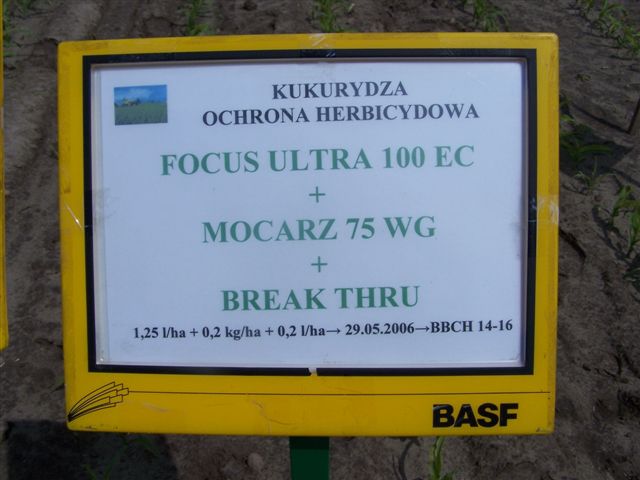 KUKURYDZA
OCHRONA HERBICYDOWA
FOCUS ULTRA 100 EC
+
MOCARZ 75 WG
+
BREAK THRU
1,25 l/ha + 0,2 kg/ha + 0,2 l/ha→ 29.05.2006→BBCH 14-16
BASF